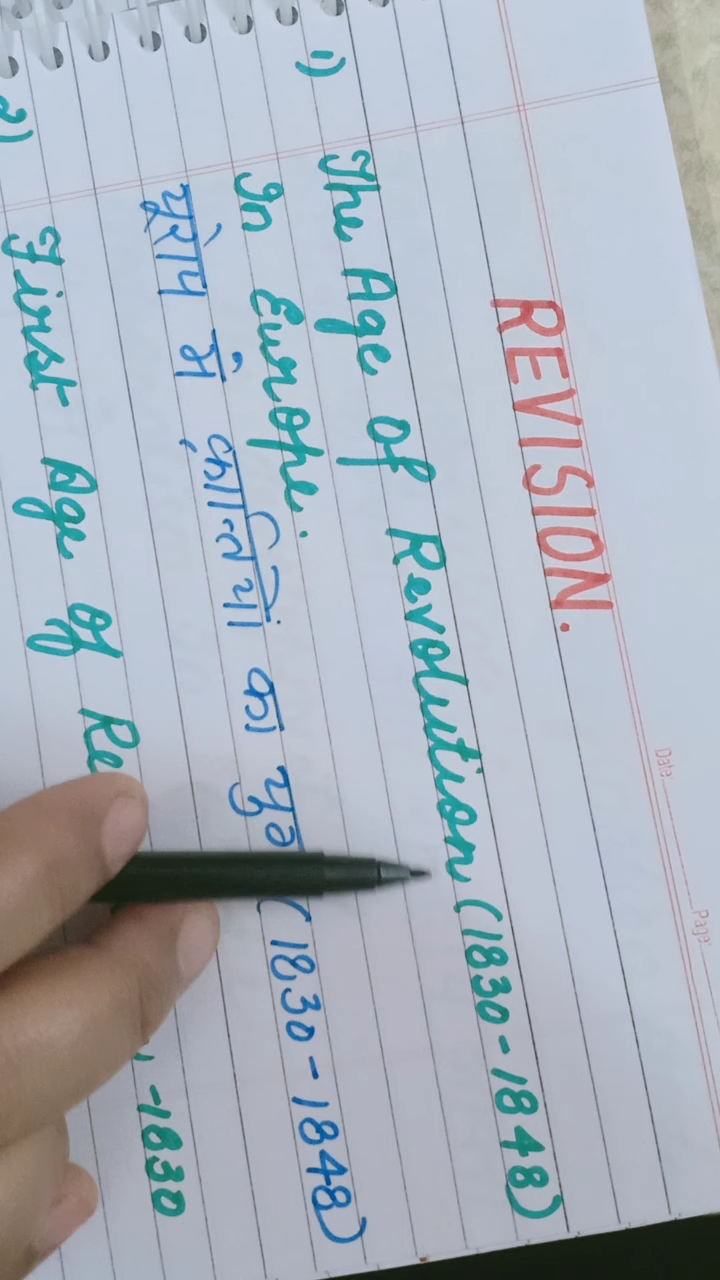 Date:
Page:
REVISION.
1) The Age of Revolution (1830-1848)
In Europe.
यूरोप में क्रान्तियों का युग (1830-1848)
2) First Age Of
-1830